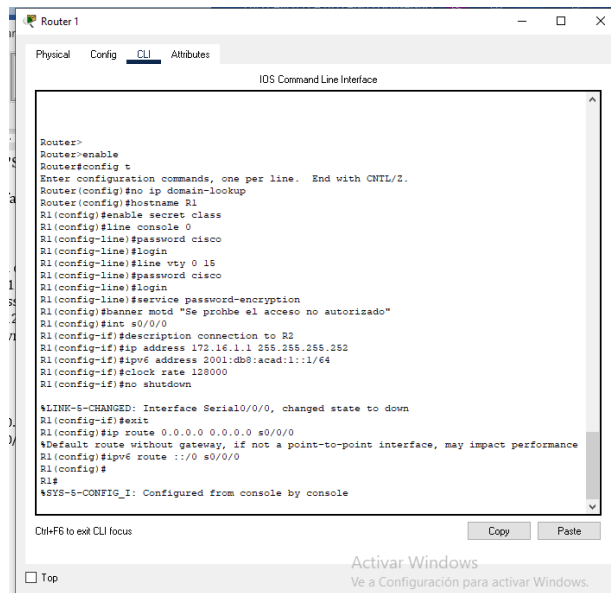 Router 1
Physical Config CLI Attributes
IOS Command Line Interface
Router>
Router>enable
Router#config t
Enter configuration commands, one per line. End with CNTL/Z.
Router(config)#no ip domain-lookup
Router(config)#hostname R1
R1(config)#enable secret class
R1(config)#line console 0
R1(config-line)#password cisco
R1(config-line)#login
R1(config-line)#line vty 0 15
R1(config-line)#password cisco
R1(config-line)#login
R1(config-line)#service password-encryption
R1(config)#banner motd "Se prohbe el acceso no autorizado"
R1(config)#int s0/0/0
R1(config-if)#description connection to R2
R1(config-if)#ip address 172.16.1.1 255.255.255.252
R1(config-if)#ipv6 address 2001:db8:acad:1::1/64
R1(config-if)#clock rate 128000
R1(config-if)#no shutdown
%LINK-5-CHANGED: Interface Serial0/0/0, changed state to down
R1(config-if)#exit
R1(config)#ip route 0.0.0.0 0.0.0.0 s0/0/0
%Default route without gateway, if not a point-to-point interface, may impact performance
R1(config)#ipv6 route ::/0 s0/0/0
R1(config)#
R1#
%SYS-5-CONFIG_I: Configured from console by console
Ctrl+F6 to exit CLI focus
Copy Paste
Top
Activar Windows
Ve a Configuración para activar Windows.